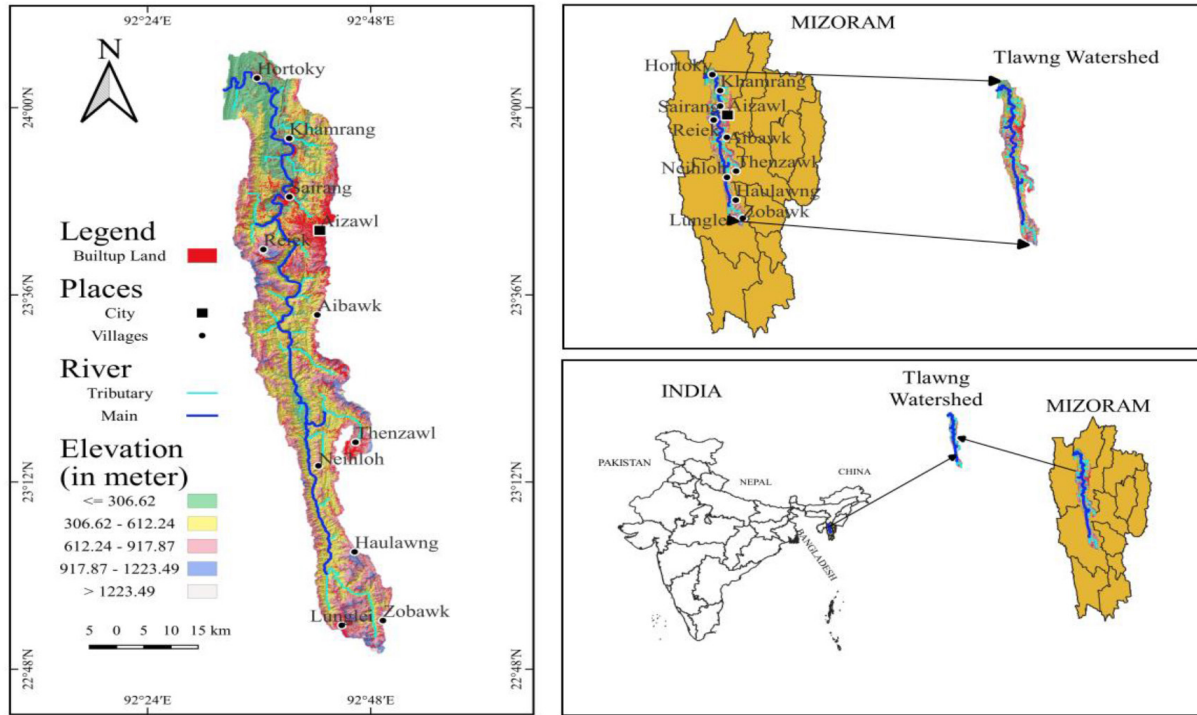 92°24'E 92°48'E
N
24°00'N
23°36'N
23°12'N
22°48'N
Hortoky
Khamrang
Sairang
Aizawl
Reiek
Aibawk
Thenzawl
Neihloh
Haulawng
Lunglei
Zobawk
Legend
Builtup Land
Places
City
Villages
River
Tributary
Main
Elevation
(in meter)
<= 306.62
306.62 - 612.24
612.24 - 917.87
917.87 - 1223.49
> 1223.49
5 0 5 10 15 km
24°00'N
23°36'N
23°12'N
22°48'N
92°24'E 92°48'E
MIZORAM
Tlawng Watershed
Hortoky
Khamrang
Sairang
Aizawl
Reiek
Aibawk
Thenzawl
Neihloh
Haulawng
Lunglei
Zobawk
INDIA
Tlawng
Watershed
MIZORAM
PAKISTAN
CHINA
NEPAL
BANGLADESH